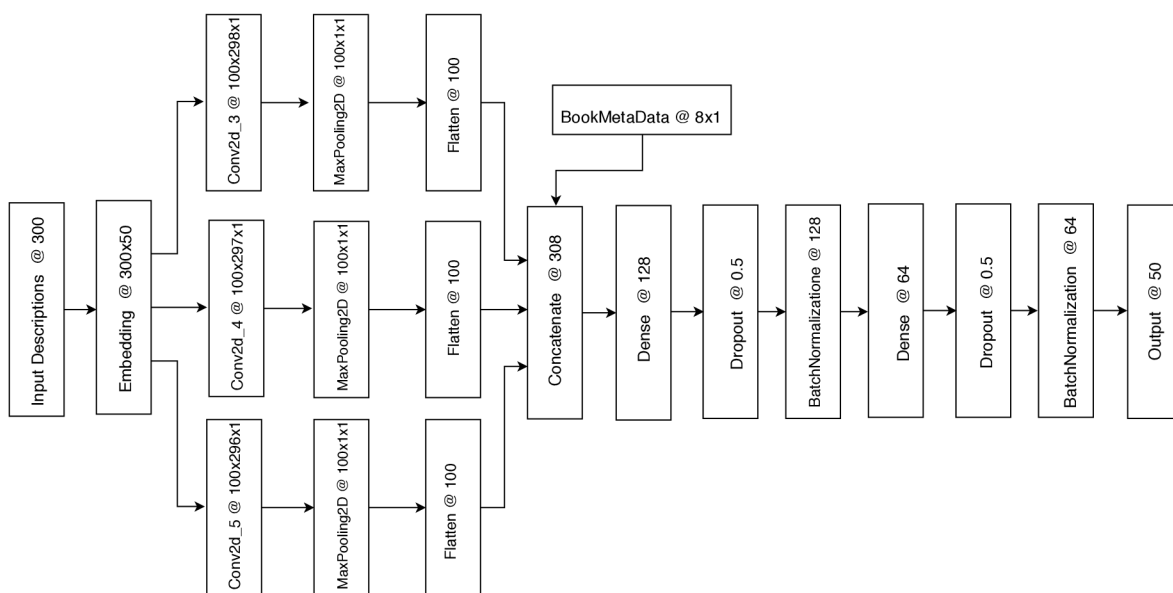 Input Descriptions @ 300
Embedding @ 300x50
Conv2d_3 @ 100x298x1
MaxPooling2D @ 100x1x1
Flatten @ 100
Conv2d_4 @ 100x297x1
MaxPooling2D @ 100x1x1
Flatten @ 100
Conv2d_5 @ 100x296x1
MaxPooling2D @ 100x1x1
Flatten @ 100
BookMetaData @ 8x1
Concatenate @ 308
Dense @ 128
Dropout @ 0.5
BatchNormalizatione @ 128
Dense @ 64
Dropout @ 0.5
BatchNormalization @ 64
Output @ 50